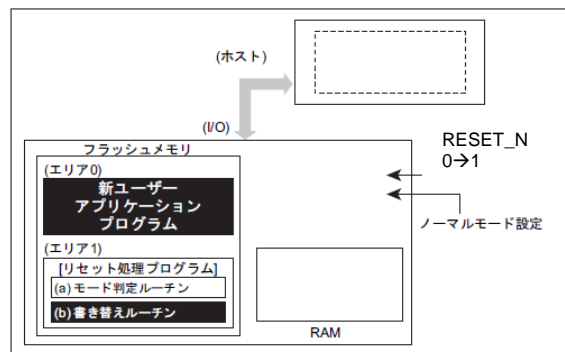 (ホスト)
(I/O)
フラッシュメモリ
(エリア0)
新ユーザー
アプリケーション
プログラム
(エリア1)
[リセット処理プログラム]
(a) モード判定ルーチン
(b) 書き替えルーチン
RAM
RESET_N
0→1
ノーマルモード設定